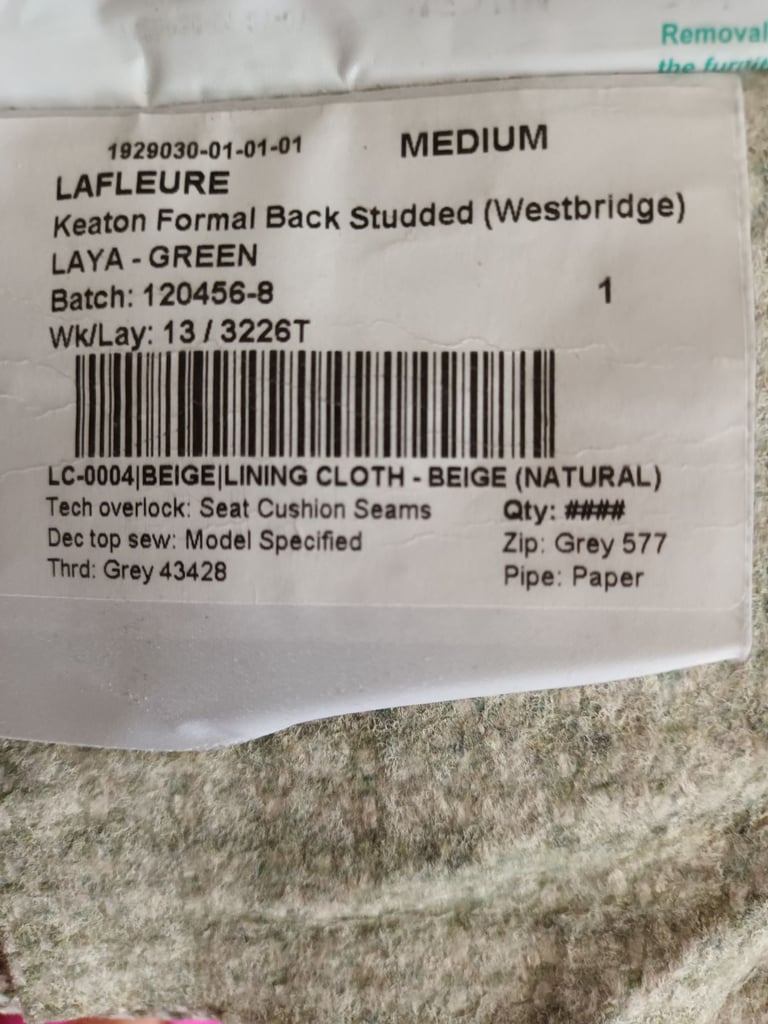 Removal
the furnit
1929030-01-01-01 MEDIUM
LAFLEURE
Keaton Formal Back Studded (Westbridge)
LAYA - GREEN
Batch: 120456-8 1
Wk/Lay: 13 / 3226T
LC-0004|BEIGE|LINING CLOTH - BEIGE (NATURAL)
Tech overlock: Seat Cushion Seams Qty: ####
Dec top sew: Model Specified Zip: Grey 577
Thrd: Grey 43428 Pipe: Paper